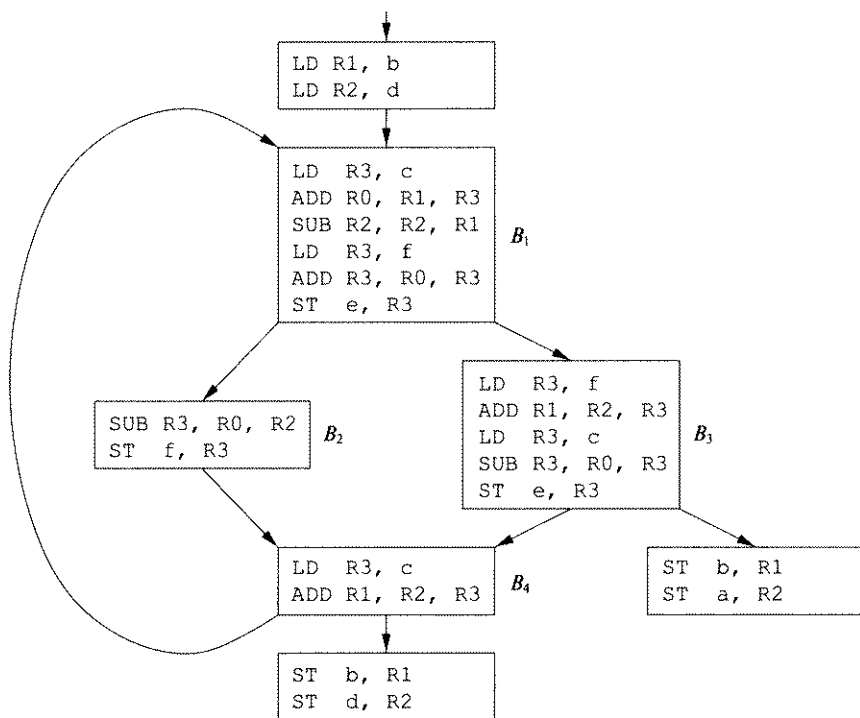 LD R1, b
LD R2, d
LD R3, c
ADD R0, R1, R3
SUB R2, R2, R1
LD R3, f
ADD R3, R0, R3
ST e, R3
B₁
SUB R3, R0, R2
ST f, R3
B₂
LD R3, f
ADD R1, R2, R3
LD R3, c
SUB R3, R0, R3
ST e, R3
B₃
LD R3, c
ADD R1, R2, R3
B₄
ST b, R1
ST a, R2
ST b, R1
ST d, R2